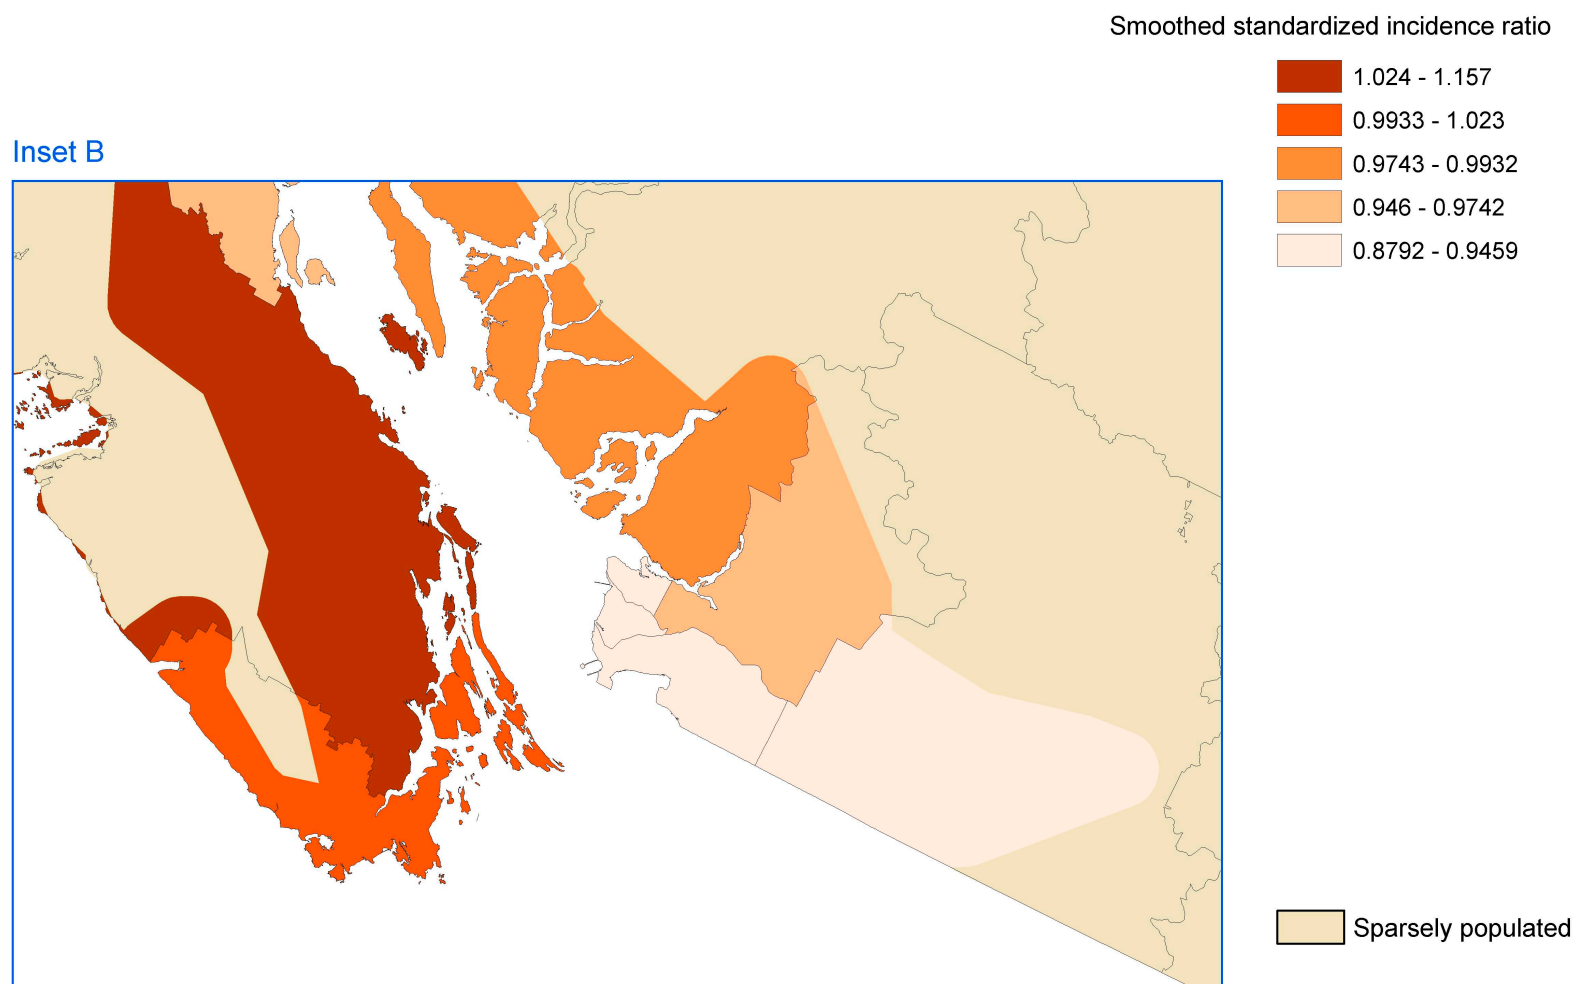 Smoothed standardized incidence ratio
1.024 - 1.157
0.9933 - 1.023
0.9743 - 0.9932
0.946 - 0.9742
0.8792 - 0.9459
Inset B
Sparsely populated